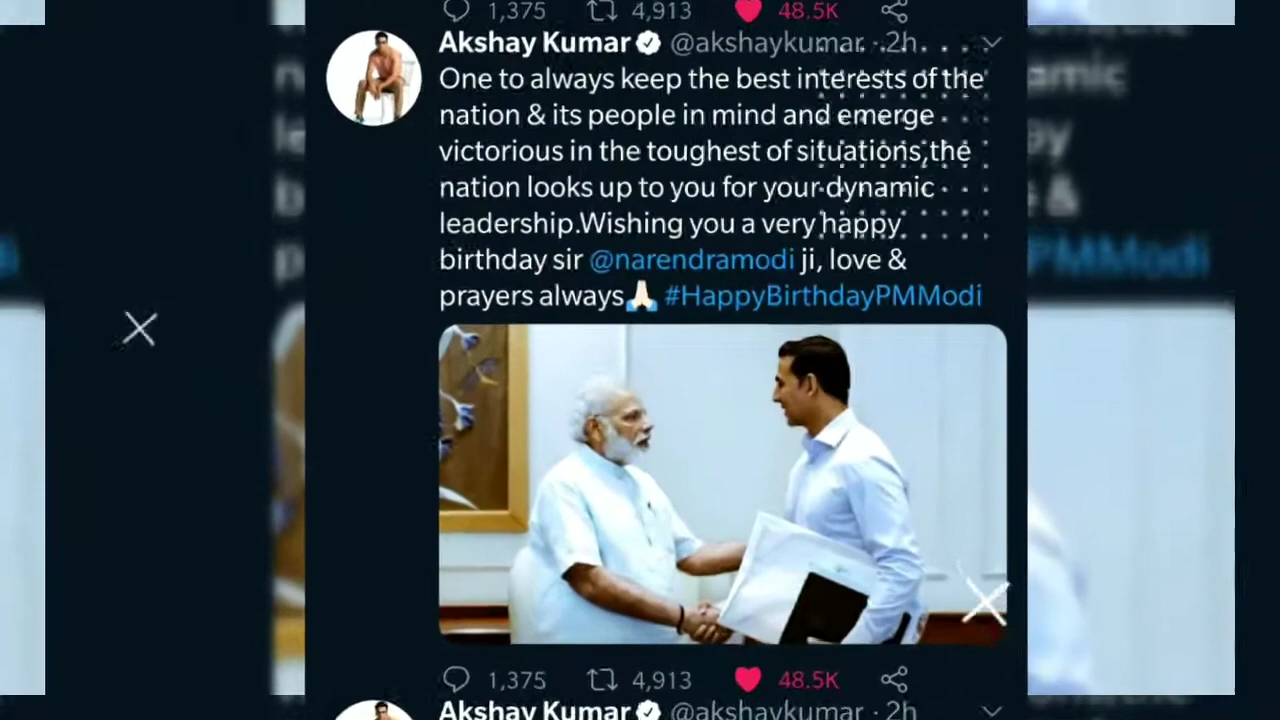 1,375 4,913 48.5K
Akshay Kumar @akshaykumar · 2h
One to always keep the best interests of the
nation & its people in mind and emerge
victorious in the toughest of situations,the
nation looks up to you for your dynamic
leadership.Wishing you a very happy
birthday sir @narendramodi ji, love &
prayers always🙏🏻 #HappyBirthdayPMModi
1,375 4,913 48.5K
Akshay Kumar @akshaykumar · 2h
amic
&
PMModi